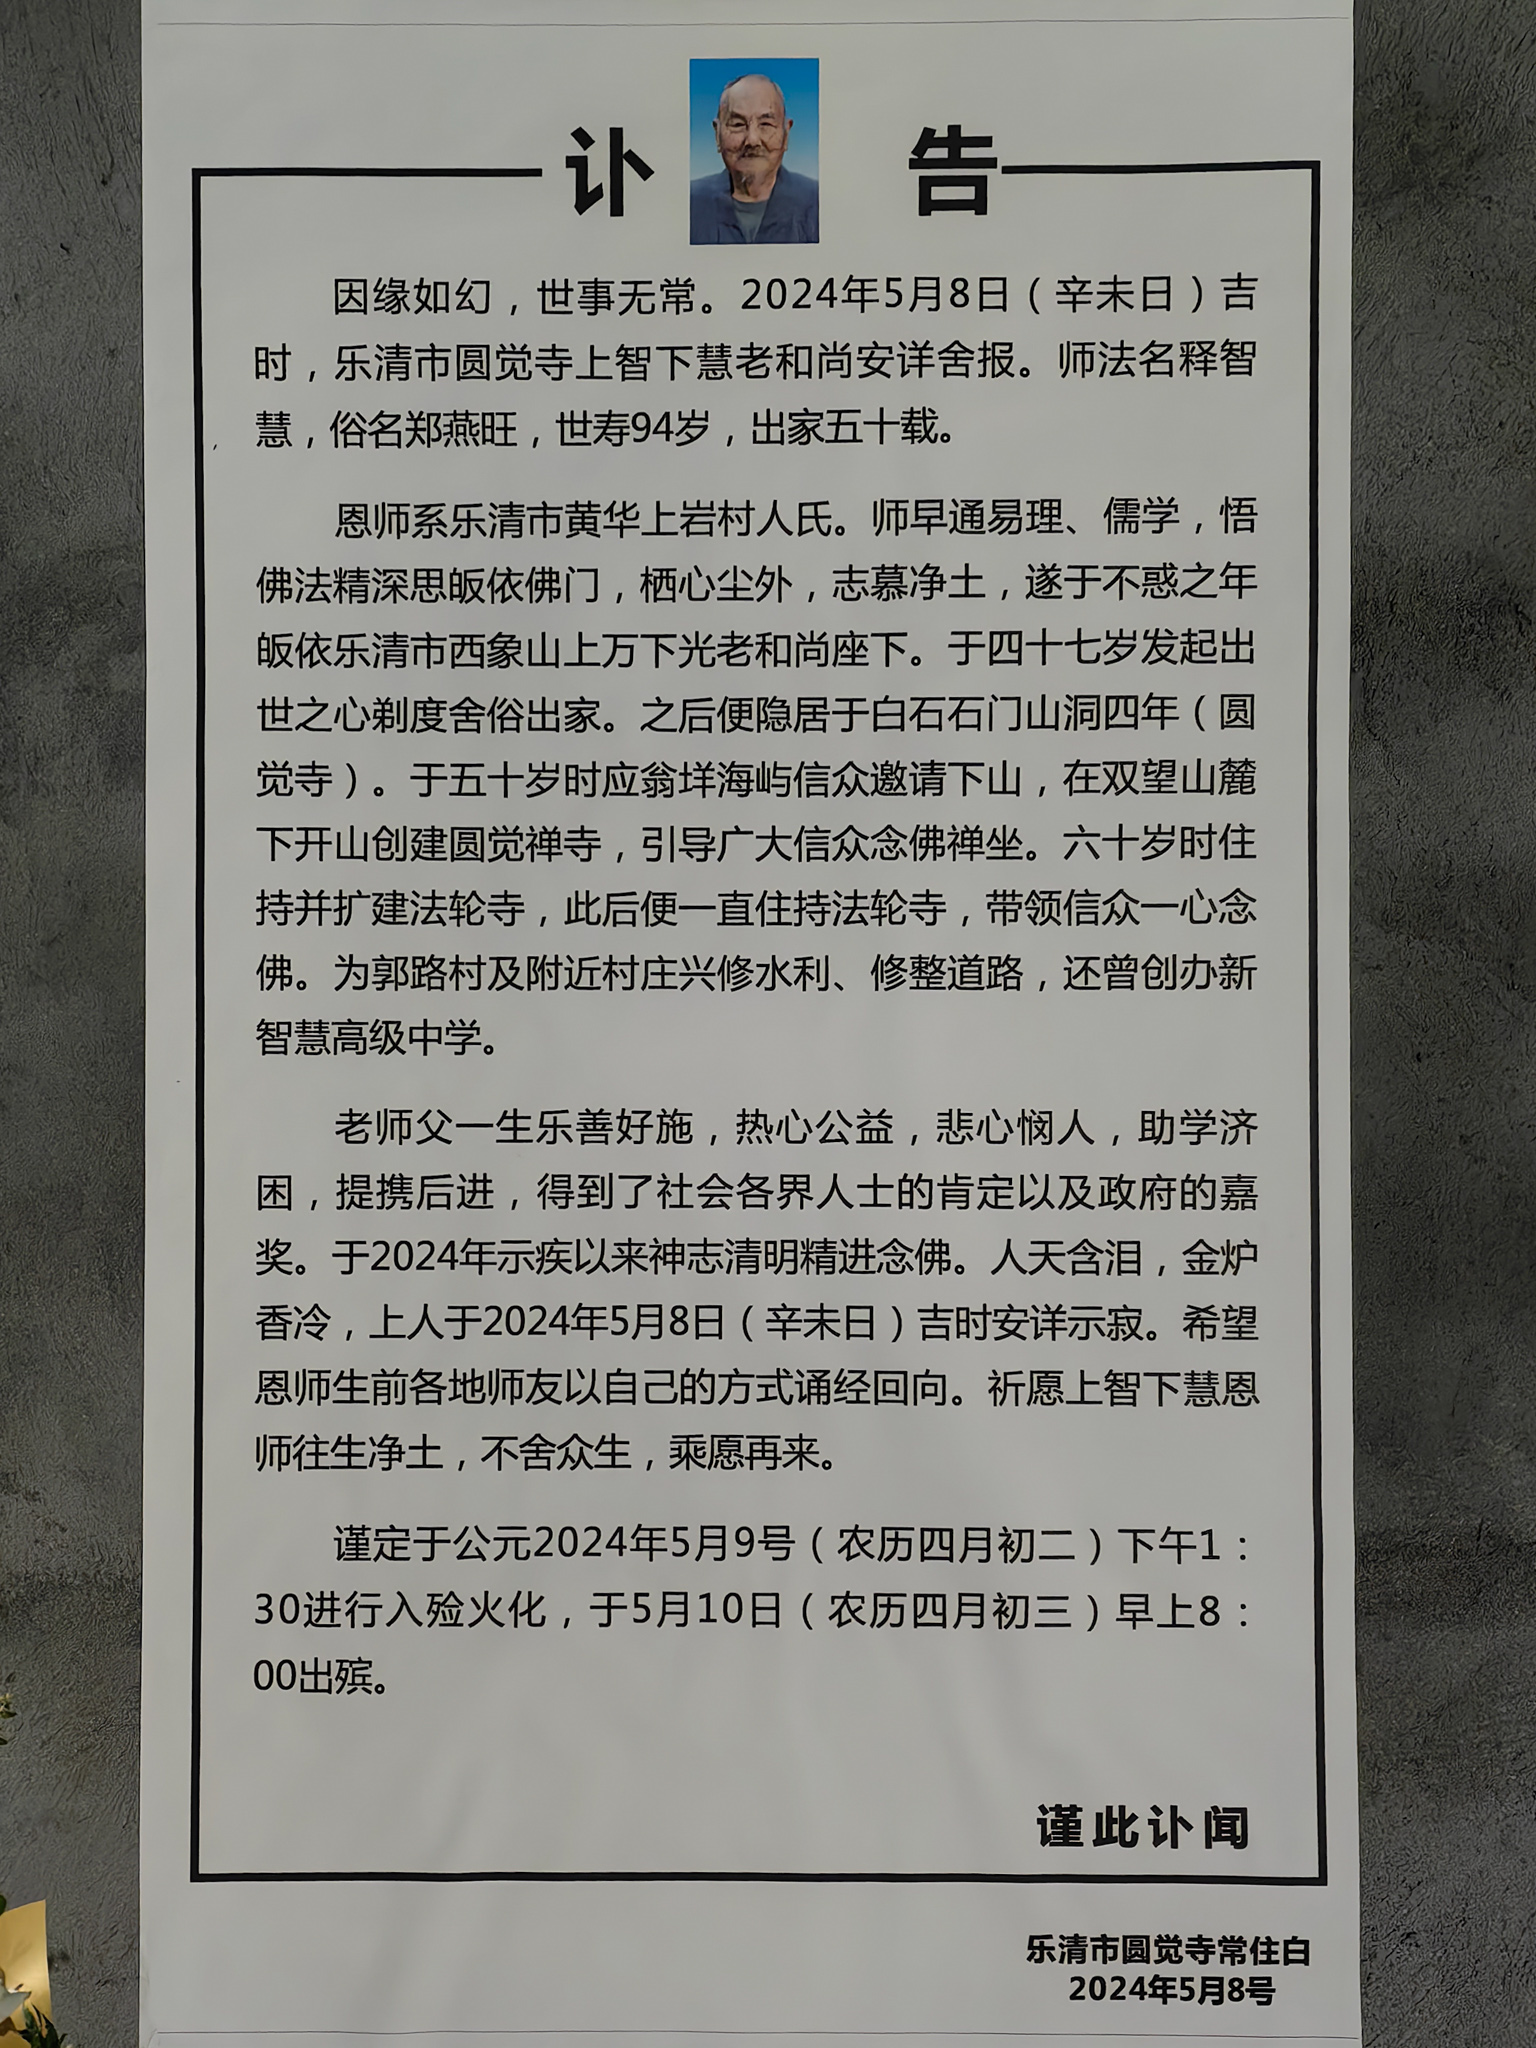 讣 告
因缘如幻，世事无常。2024年5月8日（辛未日）吉
时，乐清市圆觉寺上智下慧老和尚安详舍报。师法名释智
慧，俗名郑燕旺，世寿94岁，出家五十载。
恩师系乐清市黄华上岩村人氏。师早通易理、儒学，悟
佛法精深思皈依佛门，栖心尘外，志慕净土，遂于不惑之年
皈依乐清市西象山上万下光老和尚座下。于四十七岁发起出
世之心剃度舍俗出家。之后便隐居于白石石门山洞四年（圆
觉寺）。于五十岁时应翁垟海屿信众邀请下山，在双望山麓
下开山创建圆觉禅寺，引导广大信众念佛禅坐。六十岁时住
持并扩建法轮寺，此后便一直住持法轮寺，带领信众一心念
佛。为郭路村及附近村庄兴修水利、修整道路，还曾创办新
智慧高级中学。
老师父一生乐善好施，热心公益，悲心悯人，助学济
困，提携后进，得到了社会各界人士的肯定以及政府的嘉
奖。于2024年示疾以来神志清明精进念佛。人天含泪，金炉
香冷，上人于2024年5月8日（辛未日）吉时安详示寂。希望
恩师生前各地师友以自己的方式诵经回向。祈愿上智下慧恩
师往生净土，不舍众生，乘愿再来。
谨定于公元2024年5月9号（农历四月初二）下午1：
30进行入殓火化，于5月10日（农历四月初三）早上8：
00出殡。
谨此讣闻
乐清市圆觉寺常住白
2024年5月8号